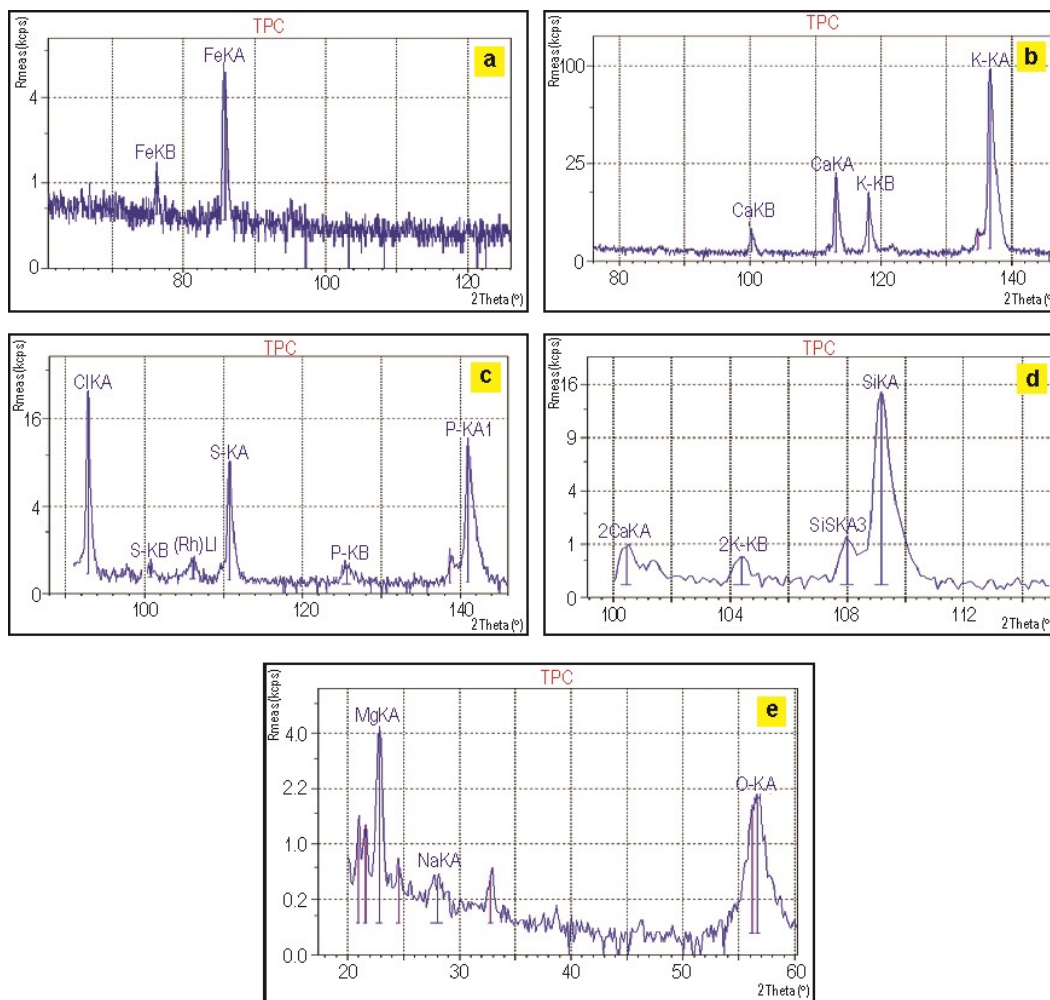 TPC
a
Rmeas(kcps)
FeKA
4
FeKB
1
0
80
100
120
2Theta (°)
TPC
b
Rmeas(kcps)
100
K-KA
25
CaKA
K-KB
CaKB
0
80
100
120
140
2Theta (°)
TPC
c
Rmeas(kcps)
ClKA
16
P-KA1
S-KA
4
S-KB
(Rh)Ll
P-KB
0
100
120
140
2Theta (°)
TPC
d
Rmeas(kcps)
16
SiKA
9
4
SiSKA3
2CaKA
2K-KB
1
0
100
104
108
112
2Theta (°)
TPC
e
Rmeas(kcps)
MgKA
4.0
2.2
O-KA
1.0
NaKA
0.2
0.0
20
30
40
50
60
2Theta (°)